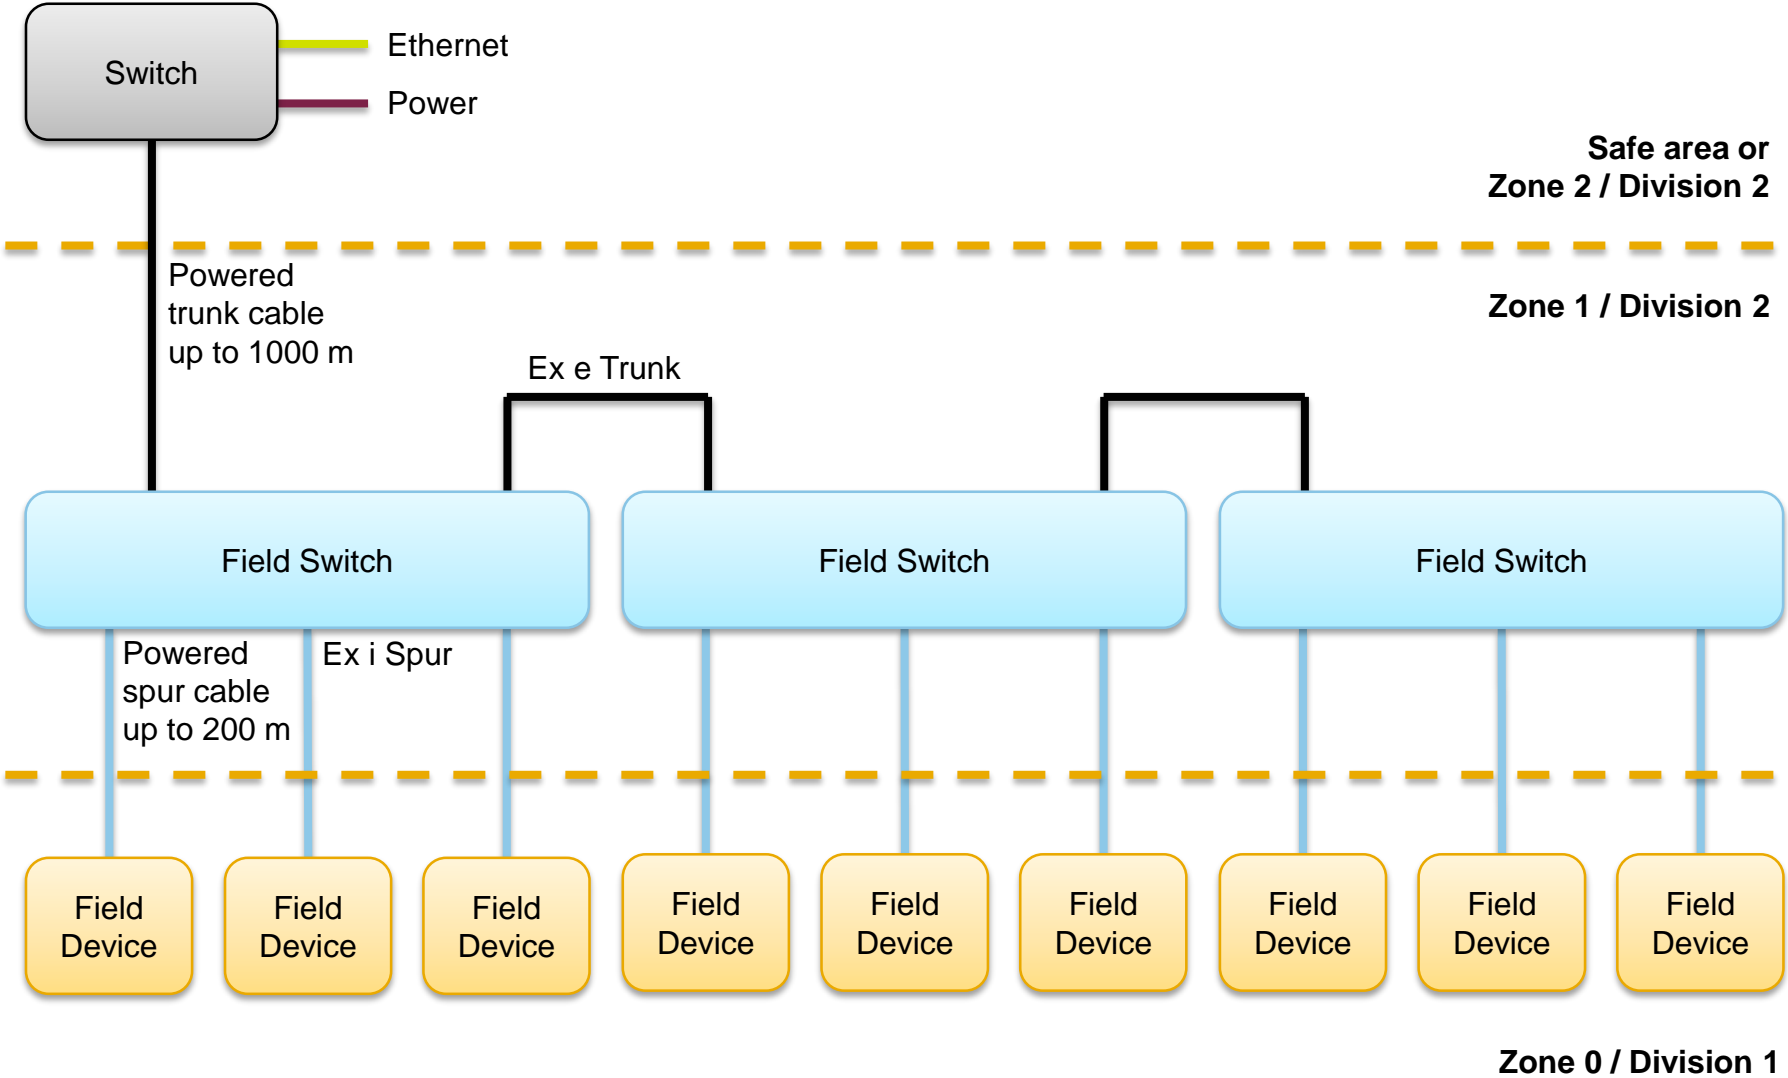 Switch
Ethernet
Power
Safe area or
Zone 2 / Division 2
Powered
trunk cable
up to 1000 m
Zone 1 / Division 2
Ex e Trunk
Field Switch
Field Switch
Field Switch
Powered
spur cable
up to 200 m
Ex i Spur
Field
Device
Field
Device
Field
Device
Field
Device
Field
Device
Field
Device
Field
Device
Field
Device
Field
Device
Zone 0 / Division 1